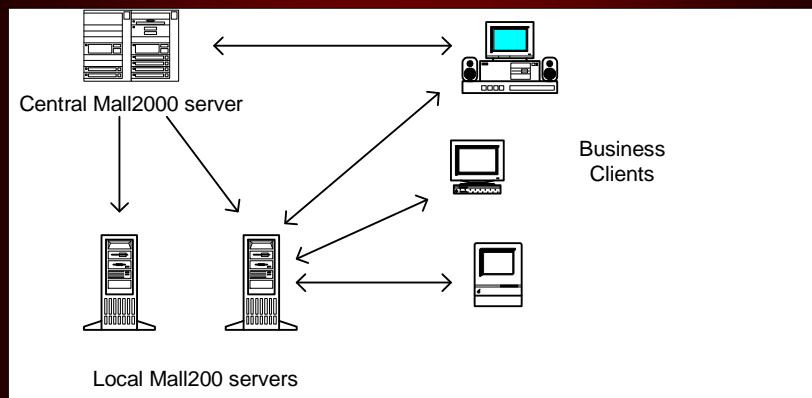 Central Mall2000 server
Business
Clients
Local Mall200 servers